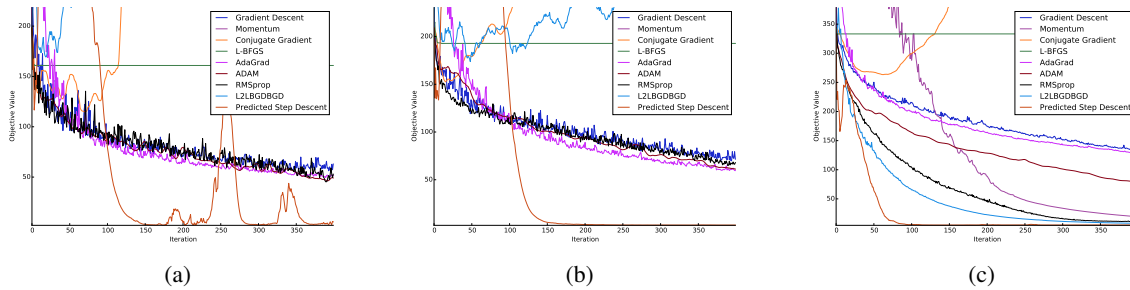 Objective Value
200
150
100
50
0
50
100
150
200
250
300
350
Iteration
Gradient Descent
Momentum
Conjugate Gradient
L-BFGS
AdaGrad
ADAM
RMSprop
L2LBGDBGD
Predicted Step Descent
(a)
Objective Value
200
150
100
50
0
50
100
150
200
250
300
350
Iteration
Gradient Descent
Momentum
Conjugate Gradient
L-BFGS
AdaGrad
ADAM
RMSprop
L2LBGDBGD
Predicted Step Descent
(b)
Objective Value
350
300
250
200
150
100
50
0
50
100
150
200
250
300
350
Iteration
Gradient Descent
Momentum
Conjugate Gradient
L-BFGS
AdaGrad
ADAM
RMSprop
L2LBGDBGD
Predicted Step Descent
(c)